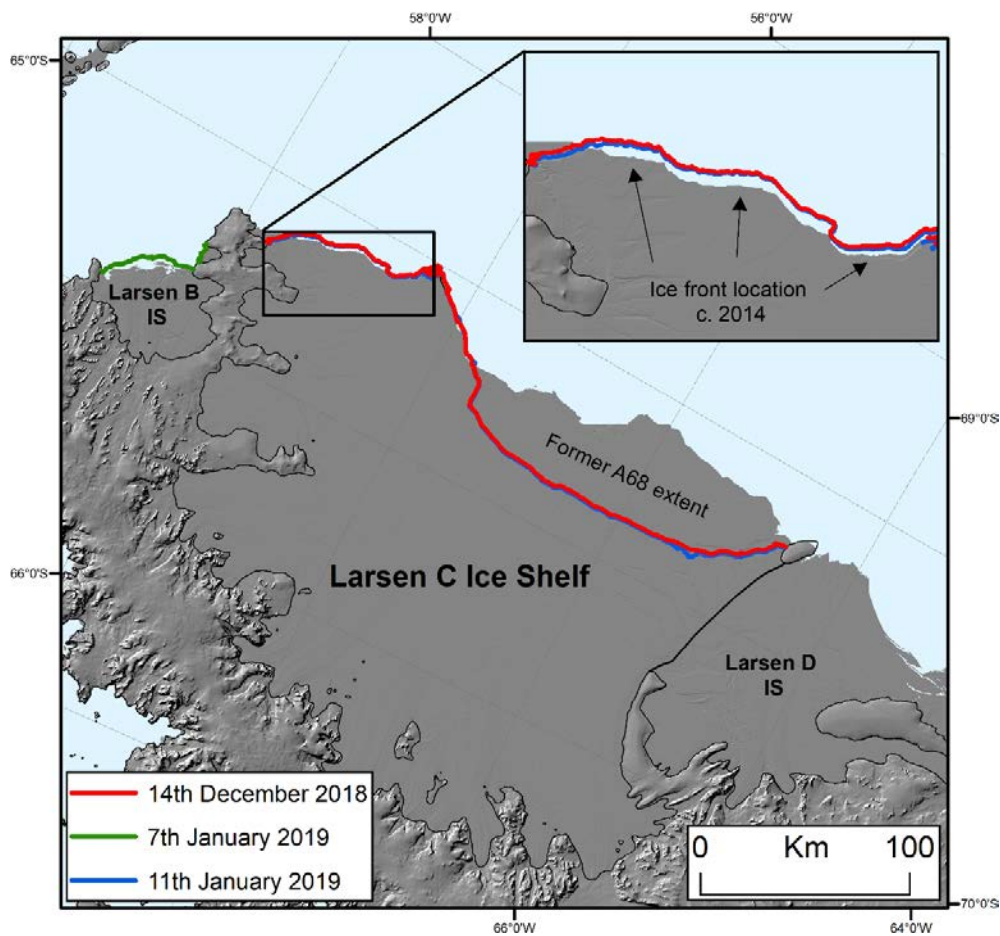 58°0'W
56°0'W
65°0'S
Ice front location
c. 2014
Larsen B
IS
69°0'S
Former A68 extent
66°0'S
Larsen C Ice Shelf
Larsen D
IS
14th December 2018
7th January 2019
11th January 2019
0 Km 100
70°0'S
66°0'W
64°0'W